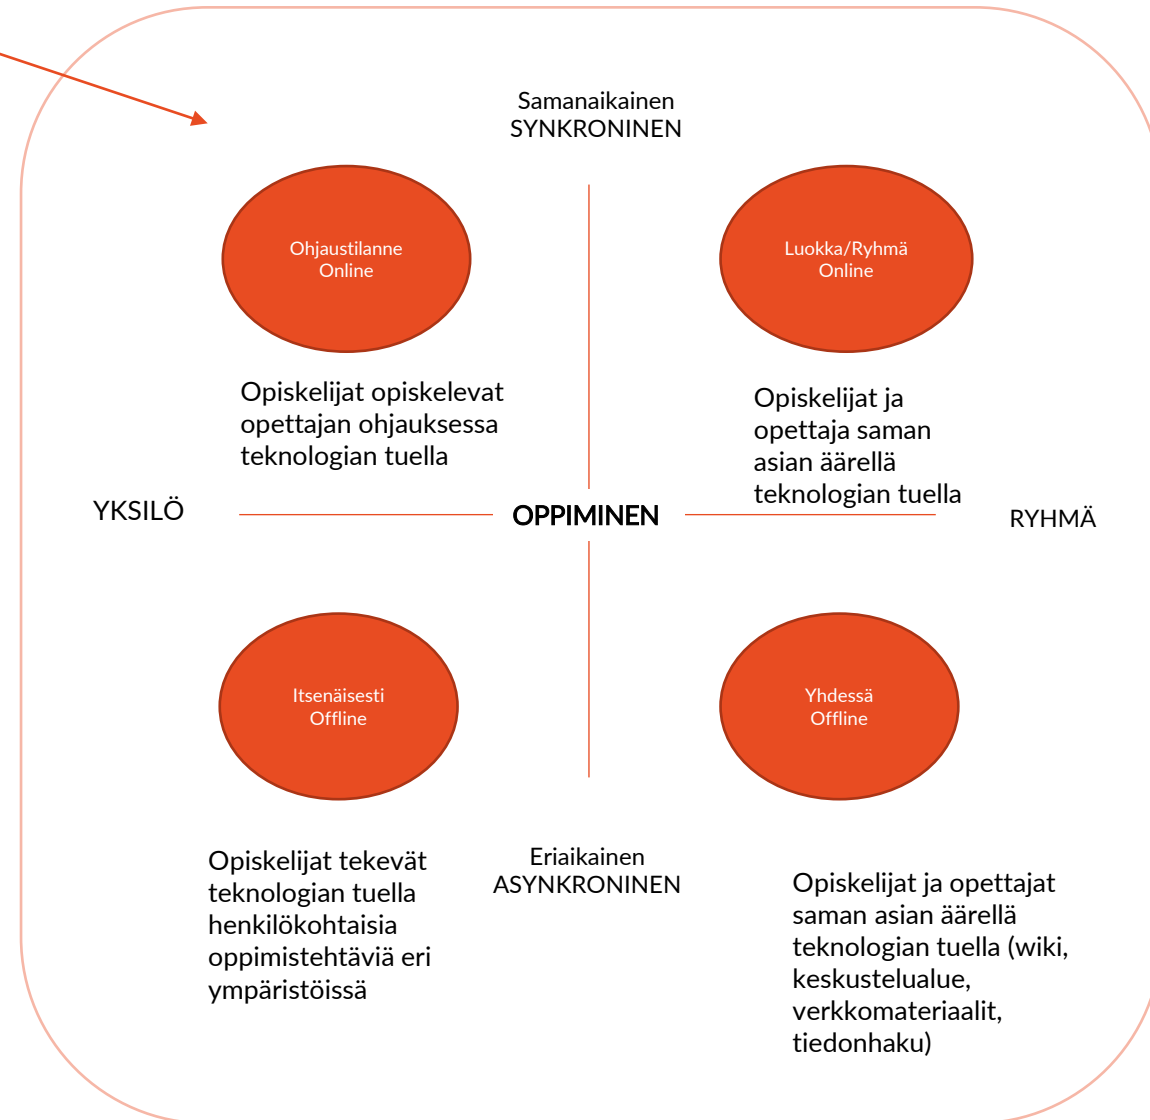 Samanaikainen
SYNKRONINEN
Ohjaustilanne
Online
Luokka/Ryhmä
Online
Opiskelijat opiskelevat
opettajan ohjauksessa
teknologian tuella
Opiskelijat ja
opettaja saman
asian äärellä
teknologian tuella
YKSILÖ
OPPIMINEN
RYHMÄ
Itsenäisesti
Offline
Yhdessä
Offline
Opiskelijat tekevät
teknologian tuella
henkilökohtaisia
oppimistehtäviä eri
ympäristöissä
Eriaikainen
ASYNKRONINEN
Opiskelijat ja opettajat
saman asian äärellä
teknologian tuella (wiki,
keskustelualue,
verkkomateriaalit,
tiedonhaku)